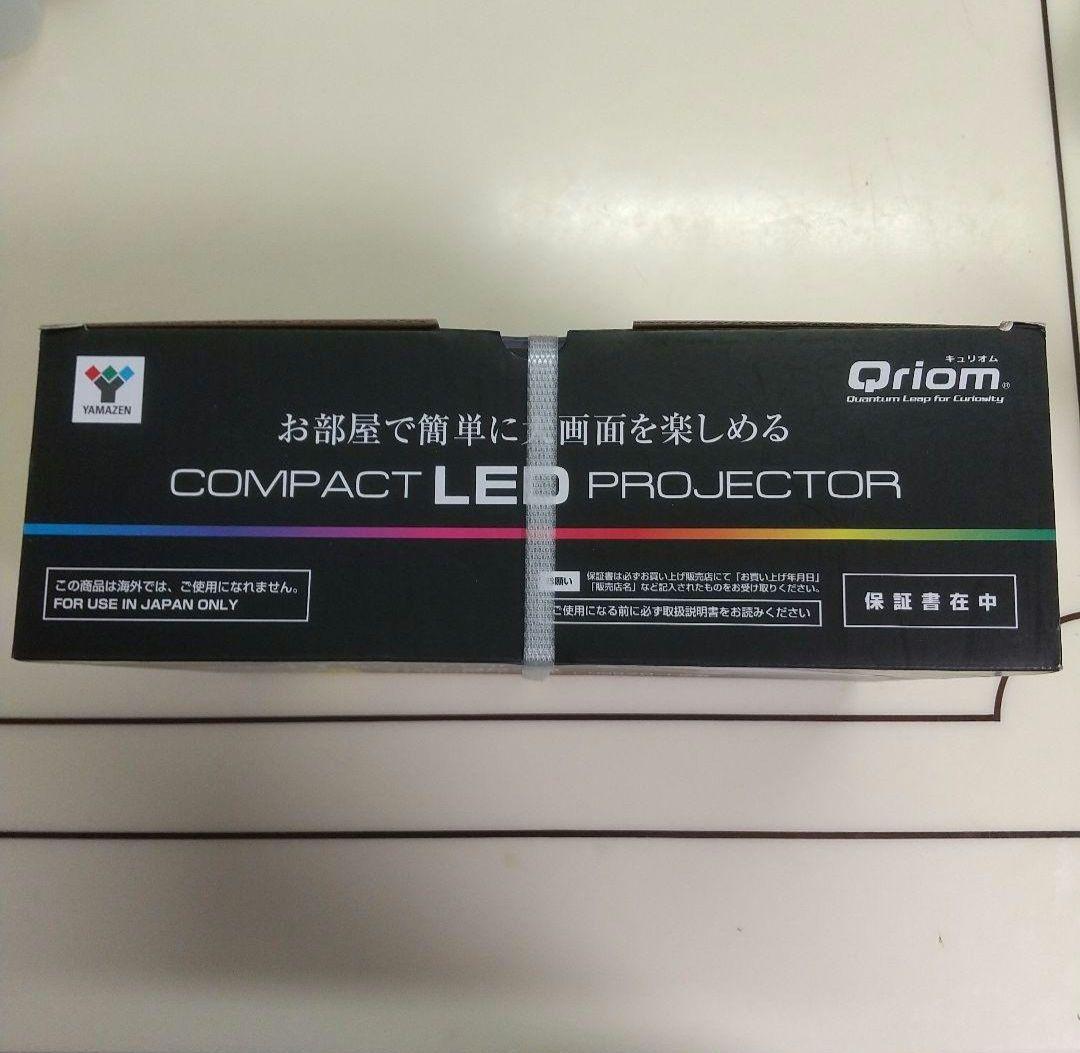 YAMAZEN
キュリオム
Qriom®
Quantum Leap for Curiosity
お部屋で簡単に大画面を楽しめる
COMPACT LED PROJECTOR
この商品は海外では、ご使用になれません。
FOR USE IN JAPAN ONLY
お願い
保証書は必ずお買い上げ販売店にて「お買い上げ年月日」
「販売店名」など記入されたものをお受け取りください。
ご使用になる前に必ず取扱説明書をお読みください
保証書在中